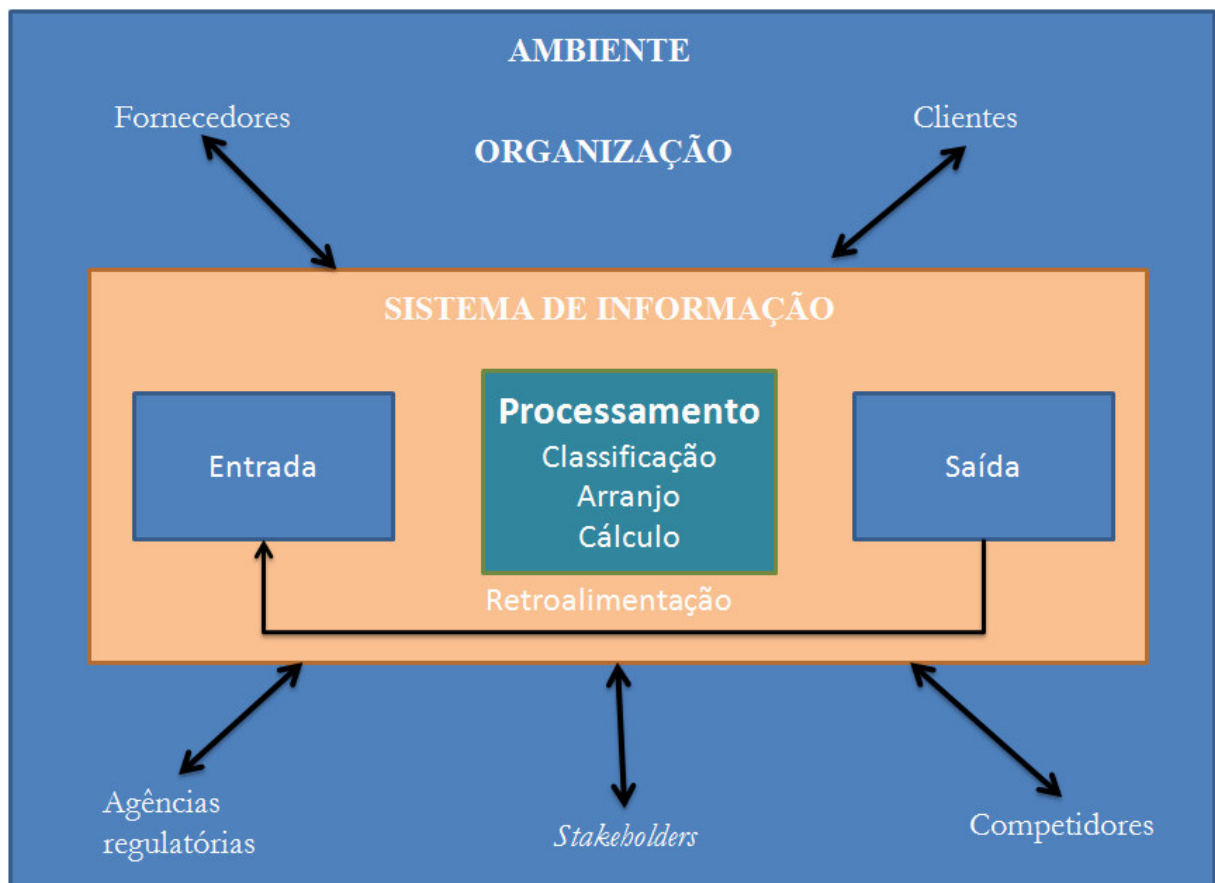 AMBIENTE
Fornecedores
Clientes
ORGANIZAÇÃO
SISTEMA DE INFORMAÇÃO
Entrada
Processamento
Classificação
Arranjo
Cálculo
Saída
Retroalimentação
Agências
regulatórias
Stakeholders
Competidores